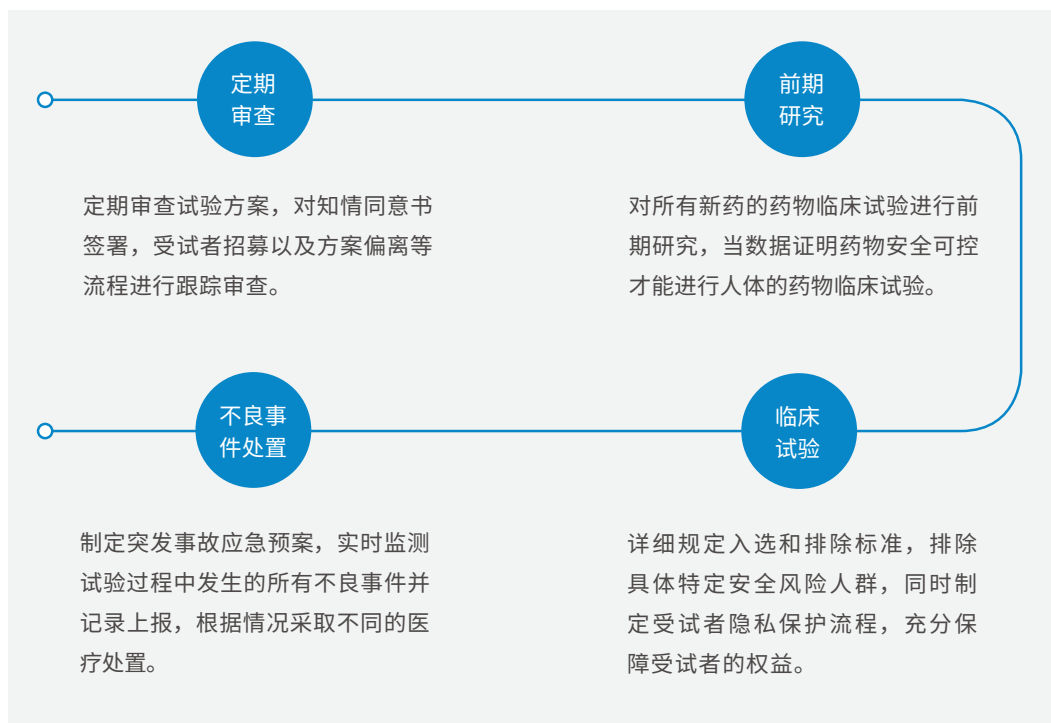 定期
审查
定期审查试验方案，对知情同意书
签署，受试者招募以及方案偏离等
流程进行跟踪审查。
前期
研究
对所有新药的药物临床试验进行前
期研究，当数据证明药物安全可控
才能进行人体的药物临床试验。
临床
试验
详细规定入选和排除标准，排除
具体特定安全风险人群，同时制
定受试者隐私保护流程，充分保
障受试者的权益。
不良事
件处置
制定突发事故应急预案，实时监测
试验过程中发生的所有不良事件并
记录上报，根据情况采取不同的医
疗处置。